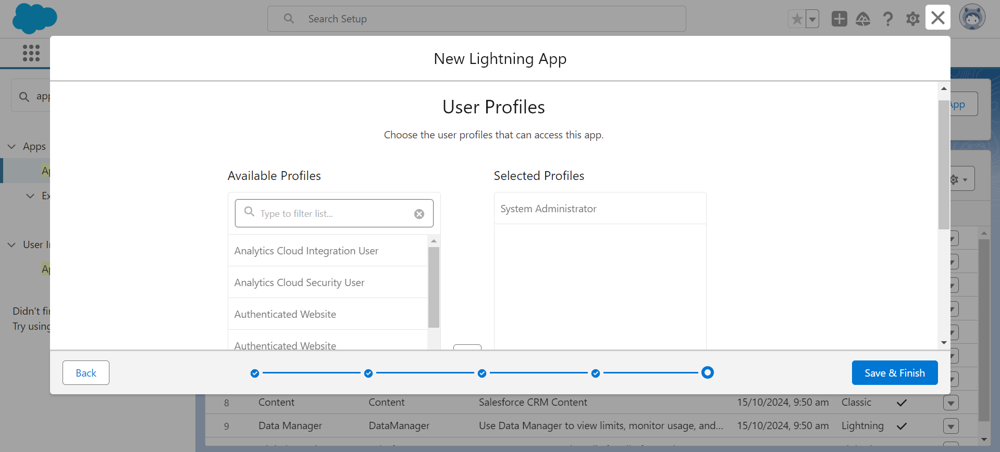 Search Setup
New Lightning App
app
App
User Profiles
Choose the user profiles that can access this app.
Apps
Ap
Ex
User In
Ap
Didn't fin
Try using
Available Profiles
Selected Profiles
Type to filter list...
System Administrator
Analytics Cloud Integration User
Analytics Cloud Security User
Authenticated Website
Authenticated Website
Back
Save & Finish
8 Content Content Salesforce CRM Content 15/10/2024, 9:50 am Classic
9 Data Manager DataManager Use Data Manager to view limits, monitor usage, and... 15/10/2024, 9:50 am Lightning